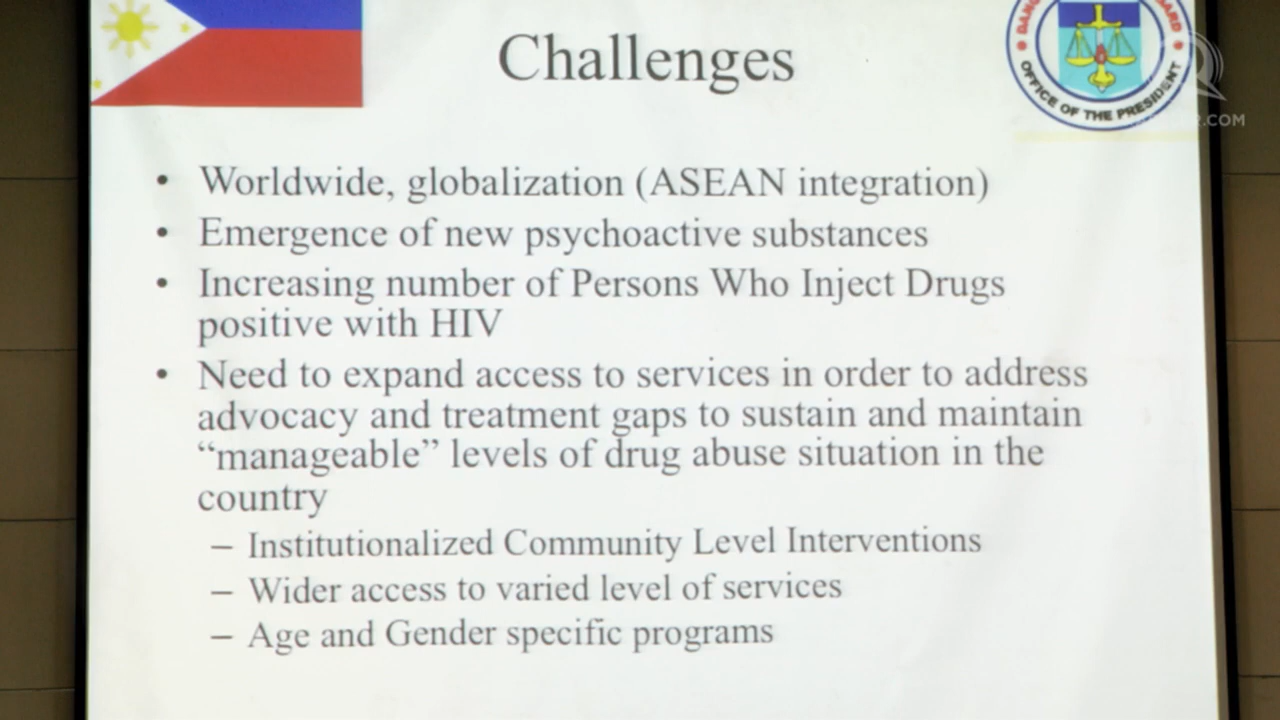 Challenges
OFFICE OF THE PRESIDENT
• Worldwide, globalization (ASEAN integration)
• Emergence of new psychoactive substances
• Increasing number of Persons Who Inject Drugs
positive with HIV
• Need to expand access to services in order to address
advocacy and treatment gaps to sustain and maintain
“manageable” levels of drug abuse situation in the
country
– Institutionalized Community Level Interventions
– Wider access to varied level of services
– Age and Gender specific programs